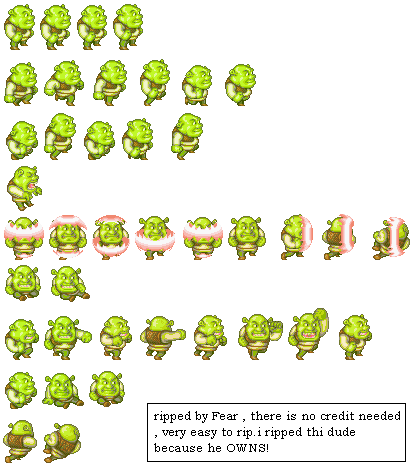 ripped by Fear , there is no credit needed
, very easy to rip.i ripped thi dude
because he OWNS!